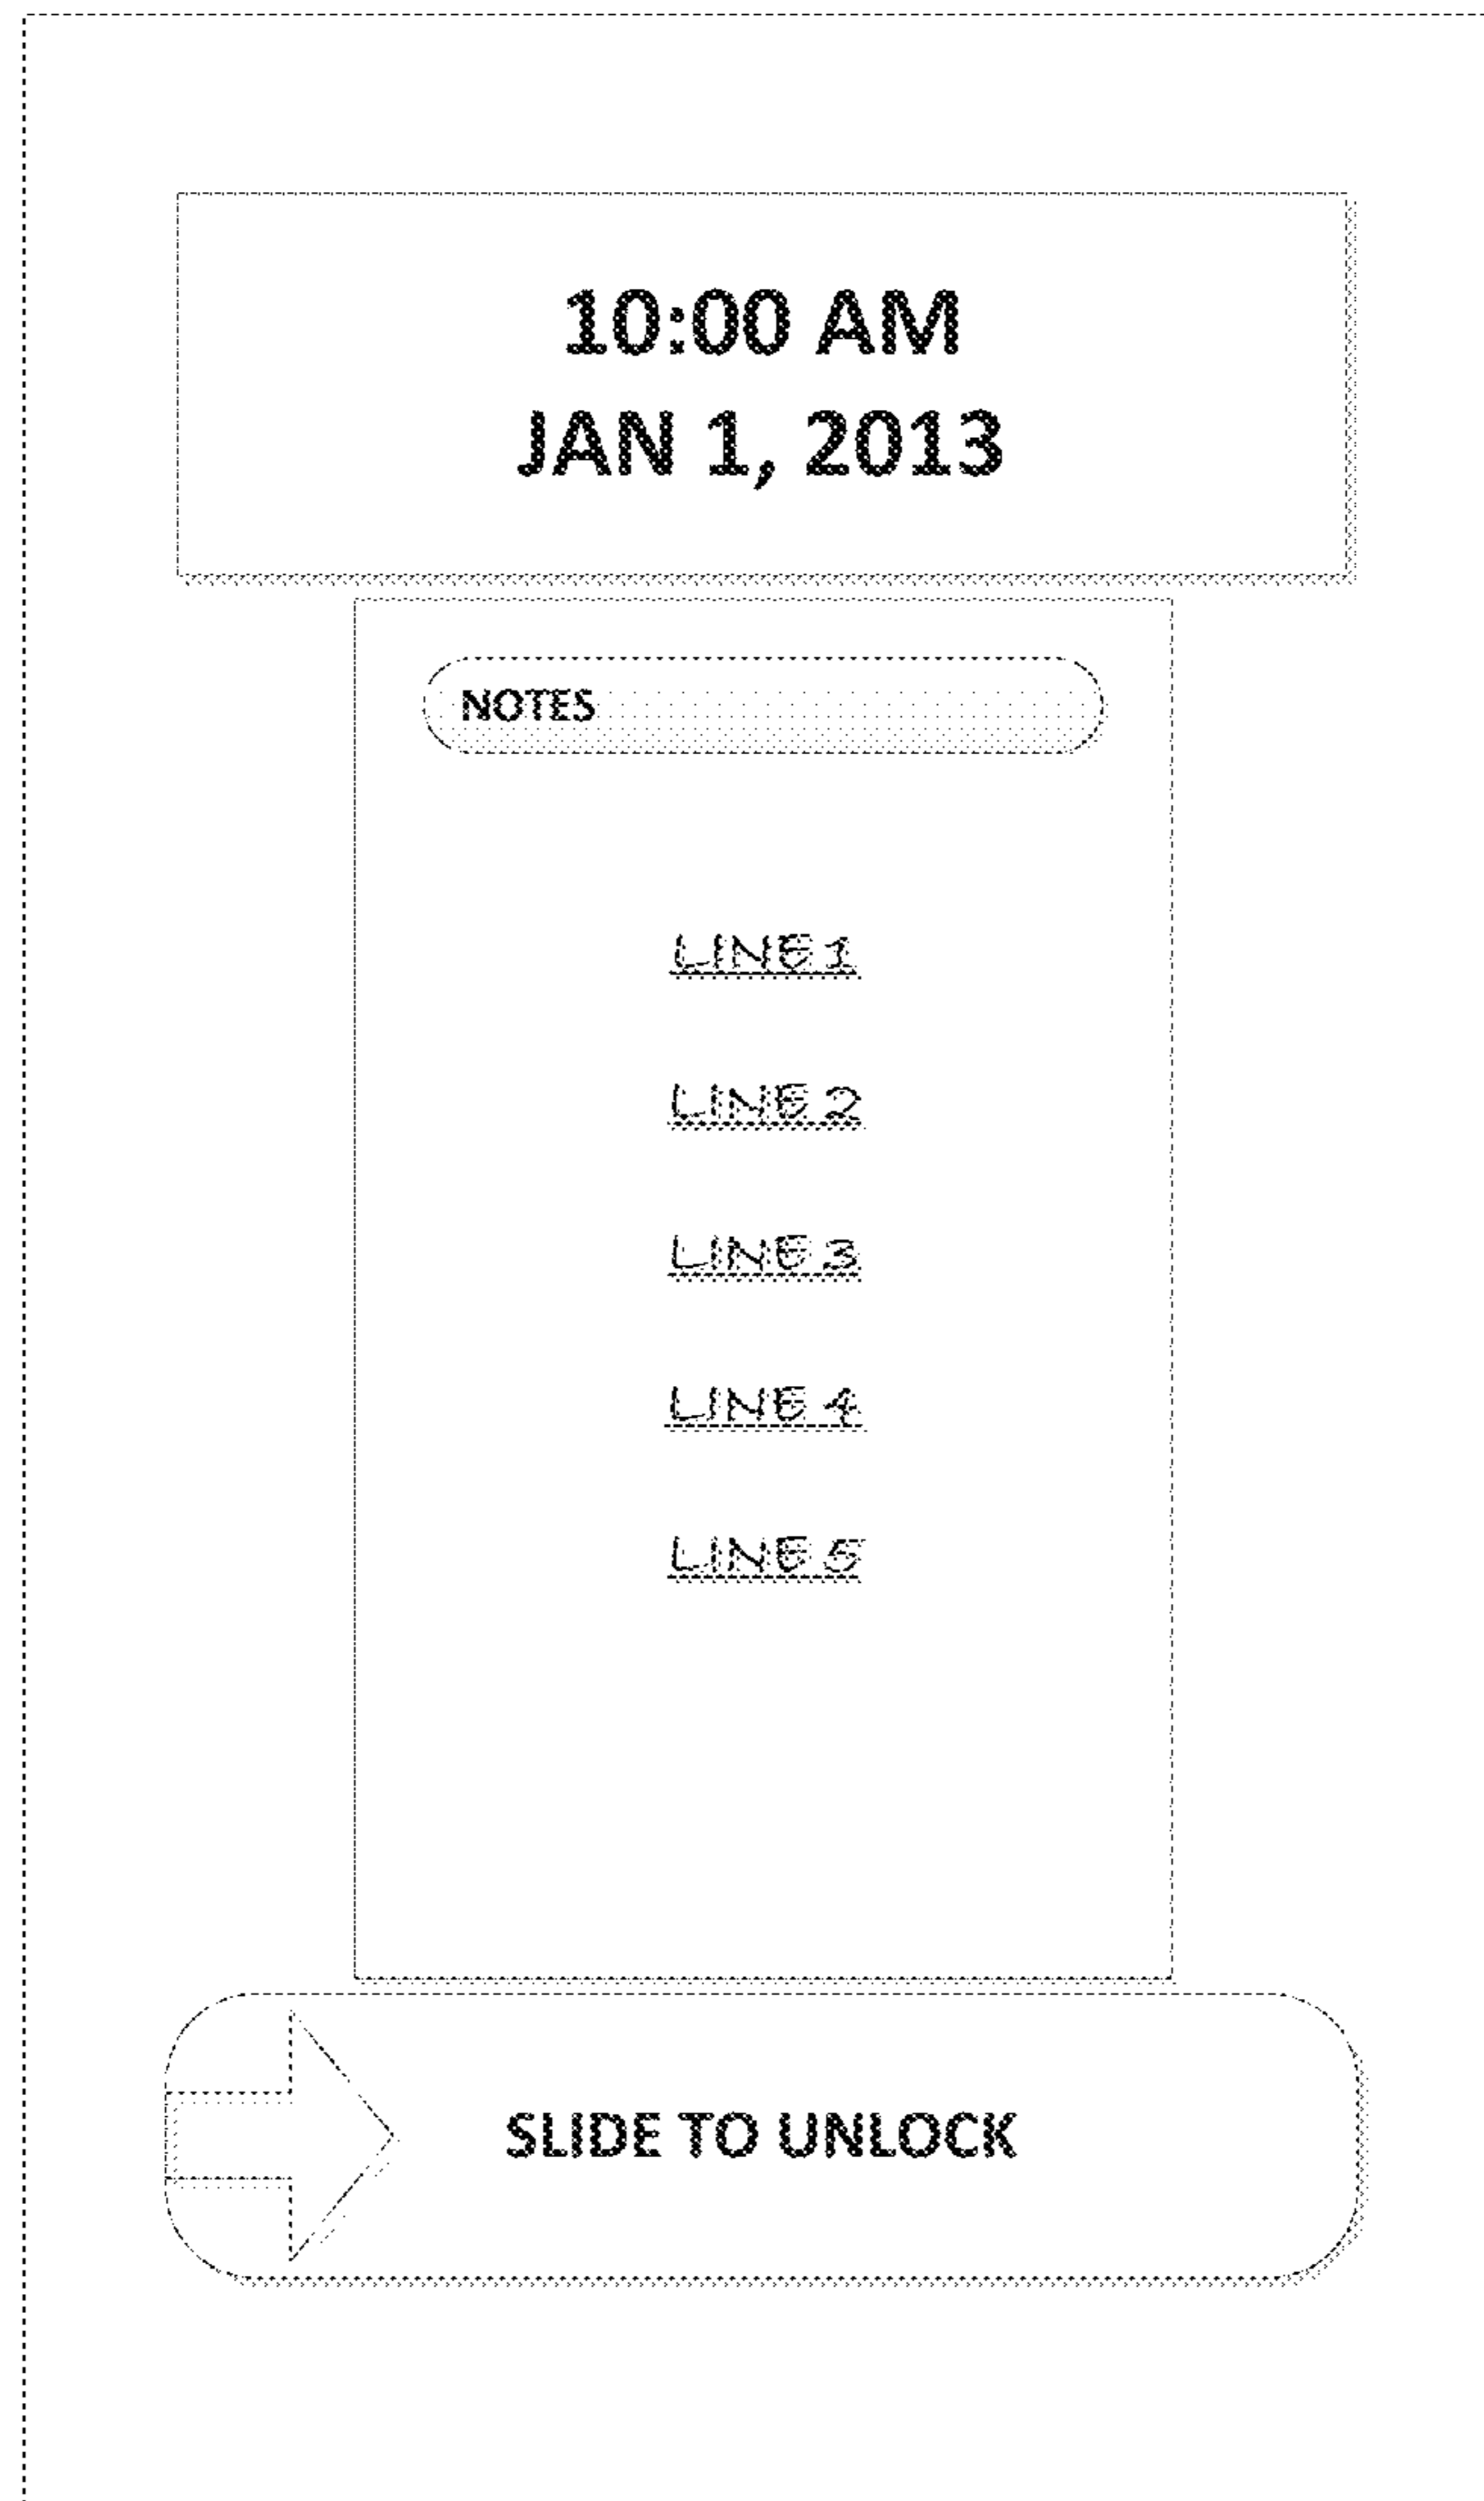 10:00 AM
JAN 1, 2013
NOTES
LINE 1
LINE 2
LINE 3
LINE 4
LINE 5
SLIDE TO UNLOCK